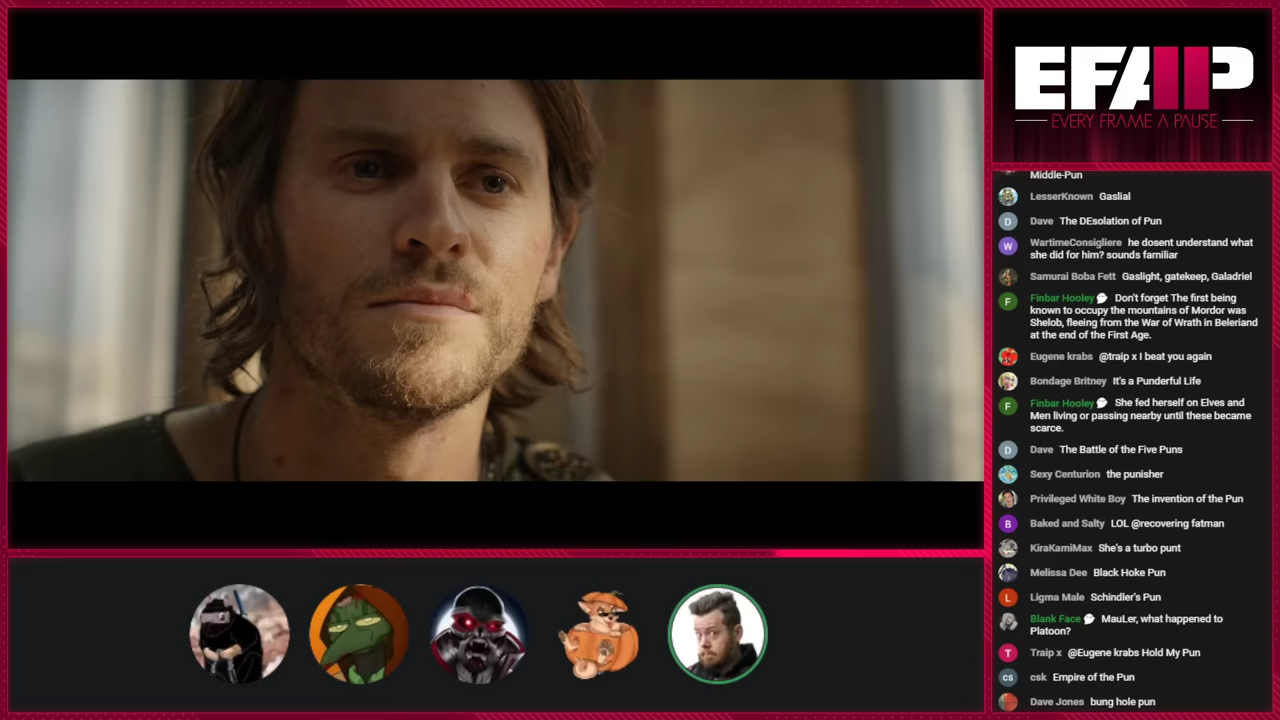 EFAP
EVERY FRAME A PAUSE
Middle-Pun
LesserKnown Gaslial
D Dave The DEsolation of Pun
W WartimeConsigliere he dosent understand what
she did for him? sounds familiar
Samurai Boba Fett Gaslight, gatekeep, Galadriel
F Finbar Hooley Don't forget The first being
known to occupy the mountains of Mordor was
Shelob, fleeing from the War of Wrath in Beleriand
at the end of the First Age.
Eugene krabs @traip x I beat you again
Bondage Britney It's a Punderful Life
F Finbar Hooley She fed herself on Elves and
Men living or passing nearby until these became
scarce.
D Dave The Battle of the Five Puns
Sexy Centurion the punisher
Privileged White Boy The invention of the Pun
B Baked and Salty LOL @recovering fatman
KiraKamiMax She's a turbo punt
Melissa Dee Black Hoke Pun
L Ligma Male Schindler's Pun
Blank Face MauLer, what happened to
Platoon?
T Traip x @Eugene krabs Hold My Pun
cs csk Empire of the Pun
Dave Jones bung hole pun